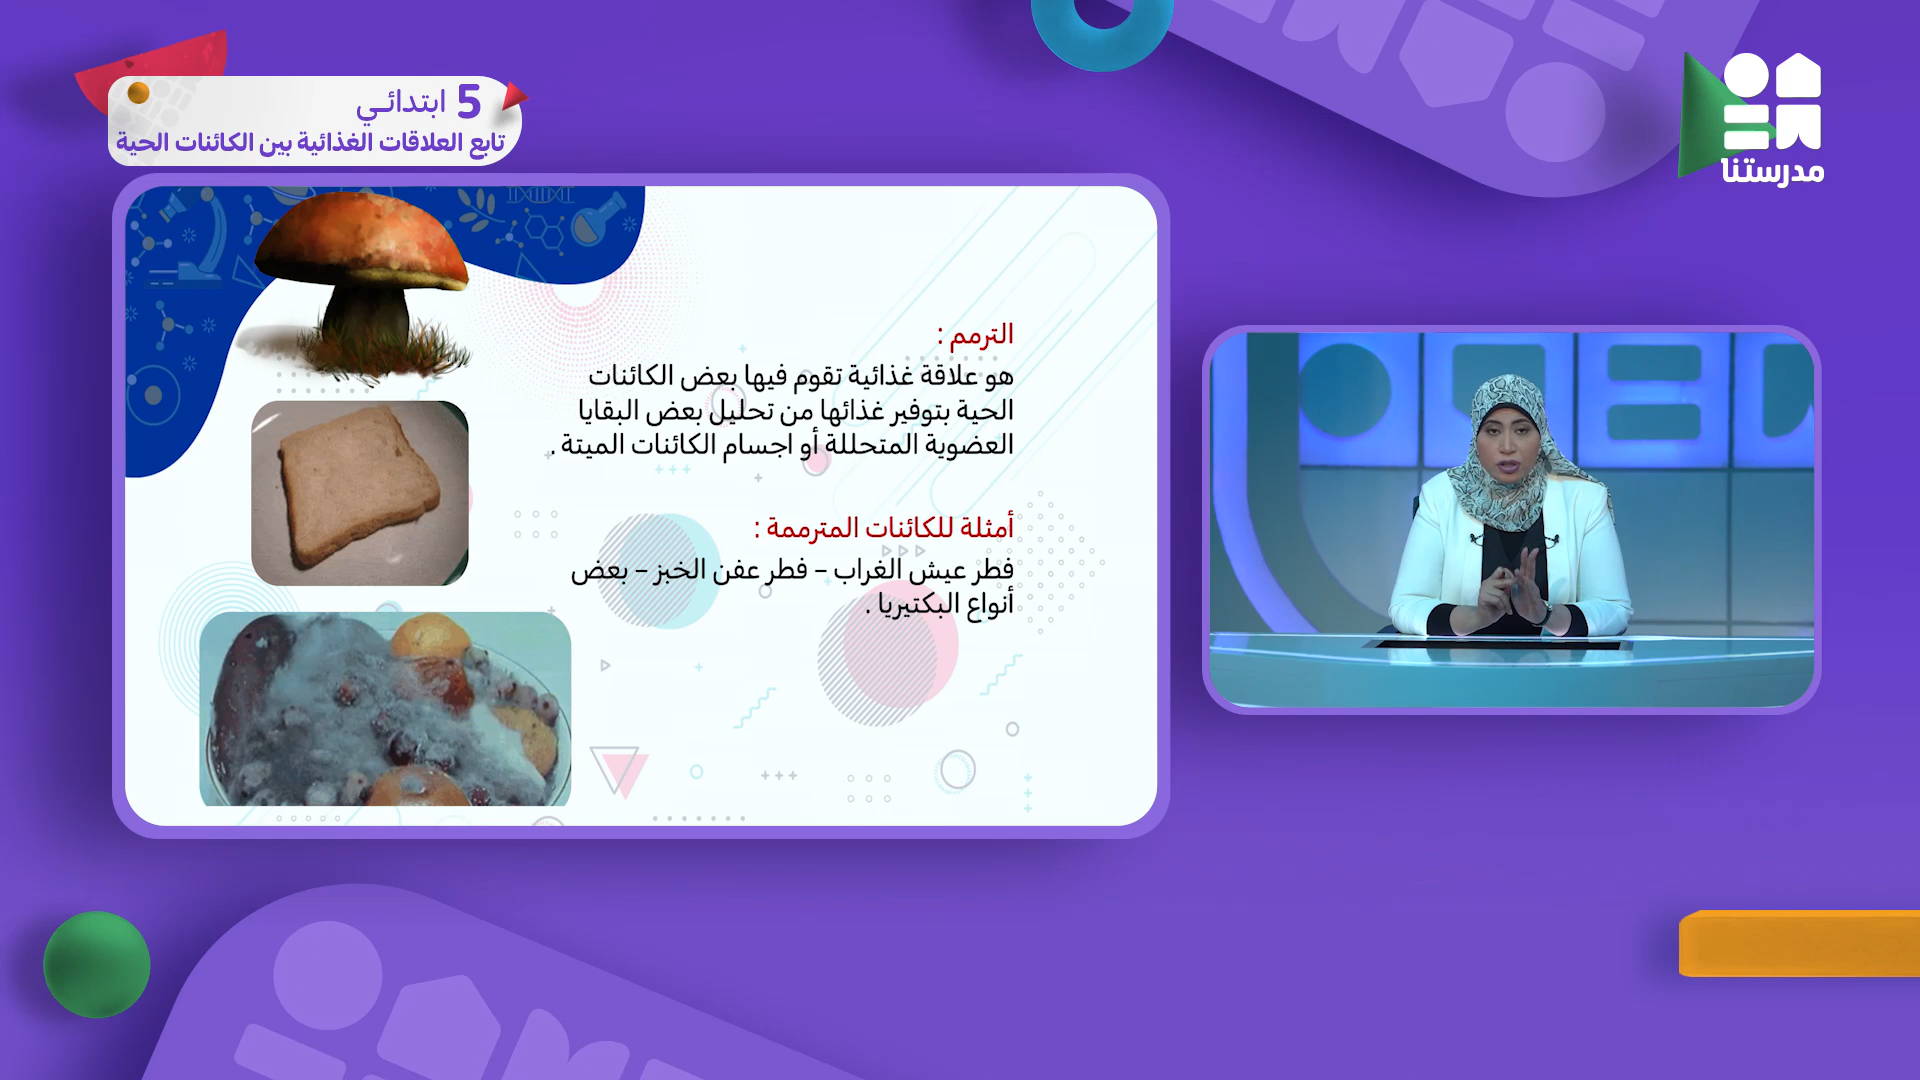 5 ابتدائي
تابع العلاقات الغذائية بين الكائنات الحية
مدرستنا
الترمم :
هو علاقة غذائية تقوم فيها بعض الكائنات
الحية بتوفير غذائها من تحليل بعض البقايا
العضوية المتحللة أو اجسام الكائنات الميتة .
أمثلة للكائنات المترممة :
فطر عيش الغراب – فطر عفن الخبز – بعض
أنواع البكتيريا .